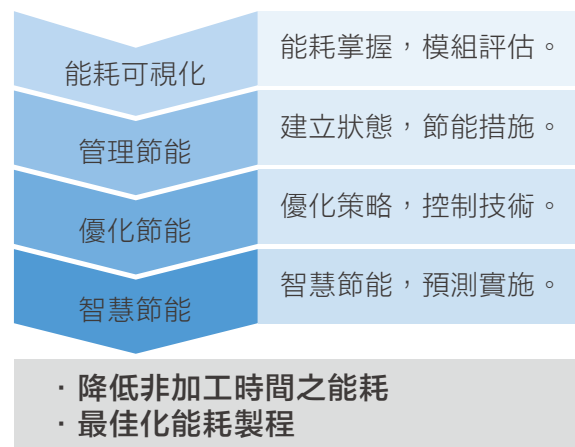 能耗可視化
能耗掌握，模組評估。
管理節能
建立狀態，節能措施。
優化節能
優化策略，控制技術。
智慧節能
智慧節能，預測實施。
·降低非加工時間之能耗
·最佳化能耗製程